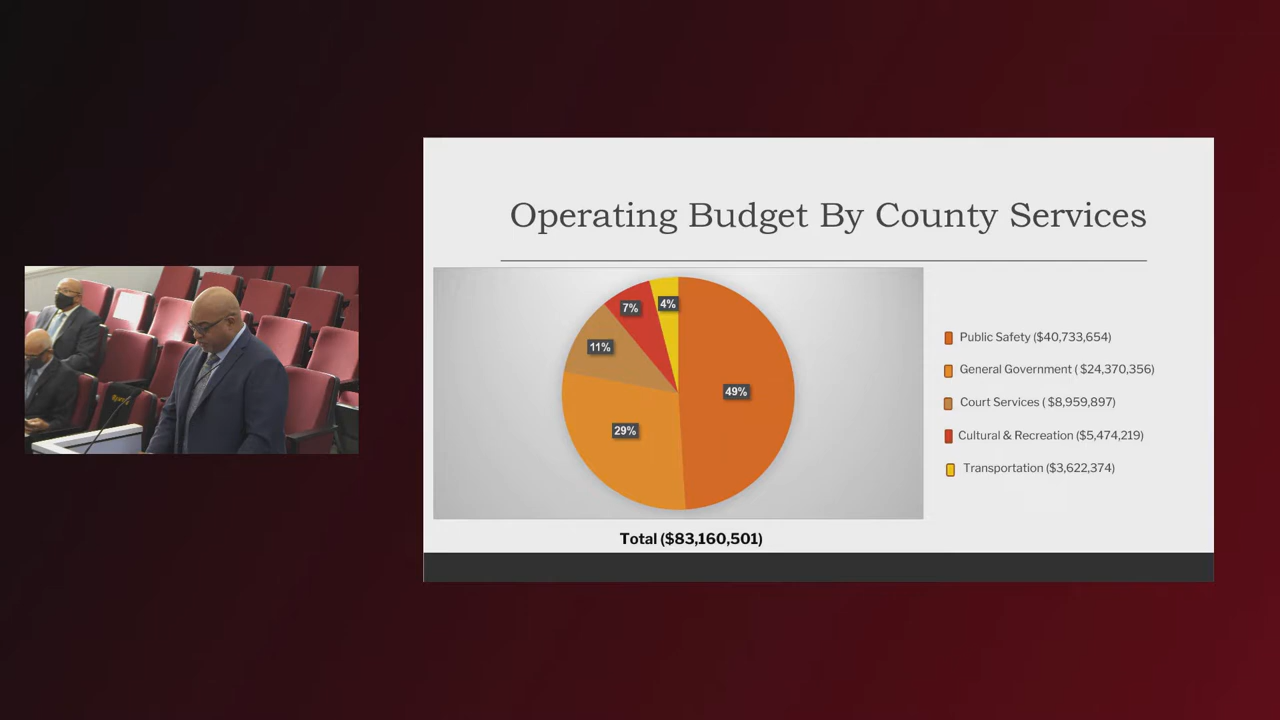 Operating Budget By County Services
4%
7%
11%
49%
29%
Public Safety ($40,733,654)
General Government ( $24,370,356)
Court Services ( $8,959,897)
Cultural & Recreation ($5,474,219)
Transportation ($3,622,374)
Total ($83,160,501)